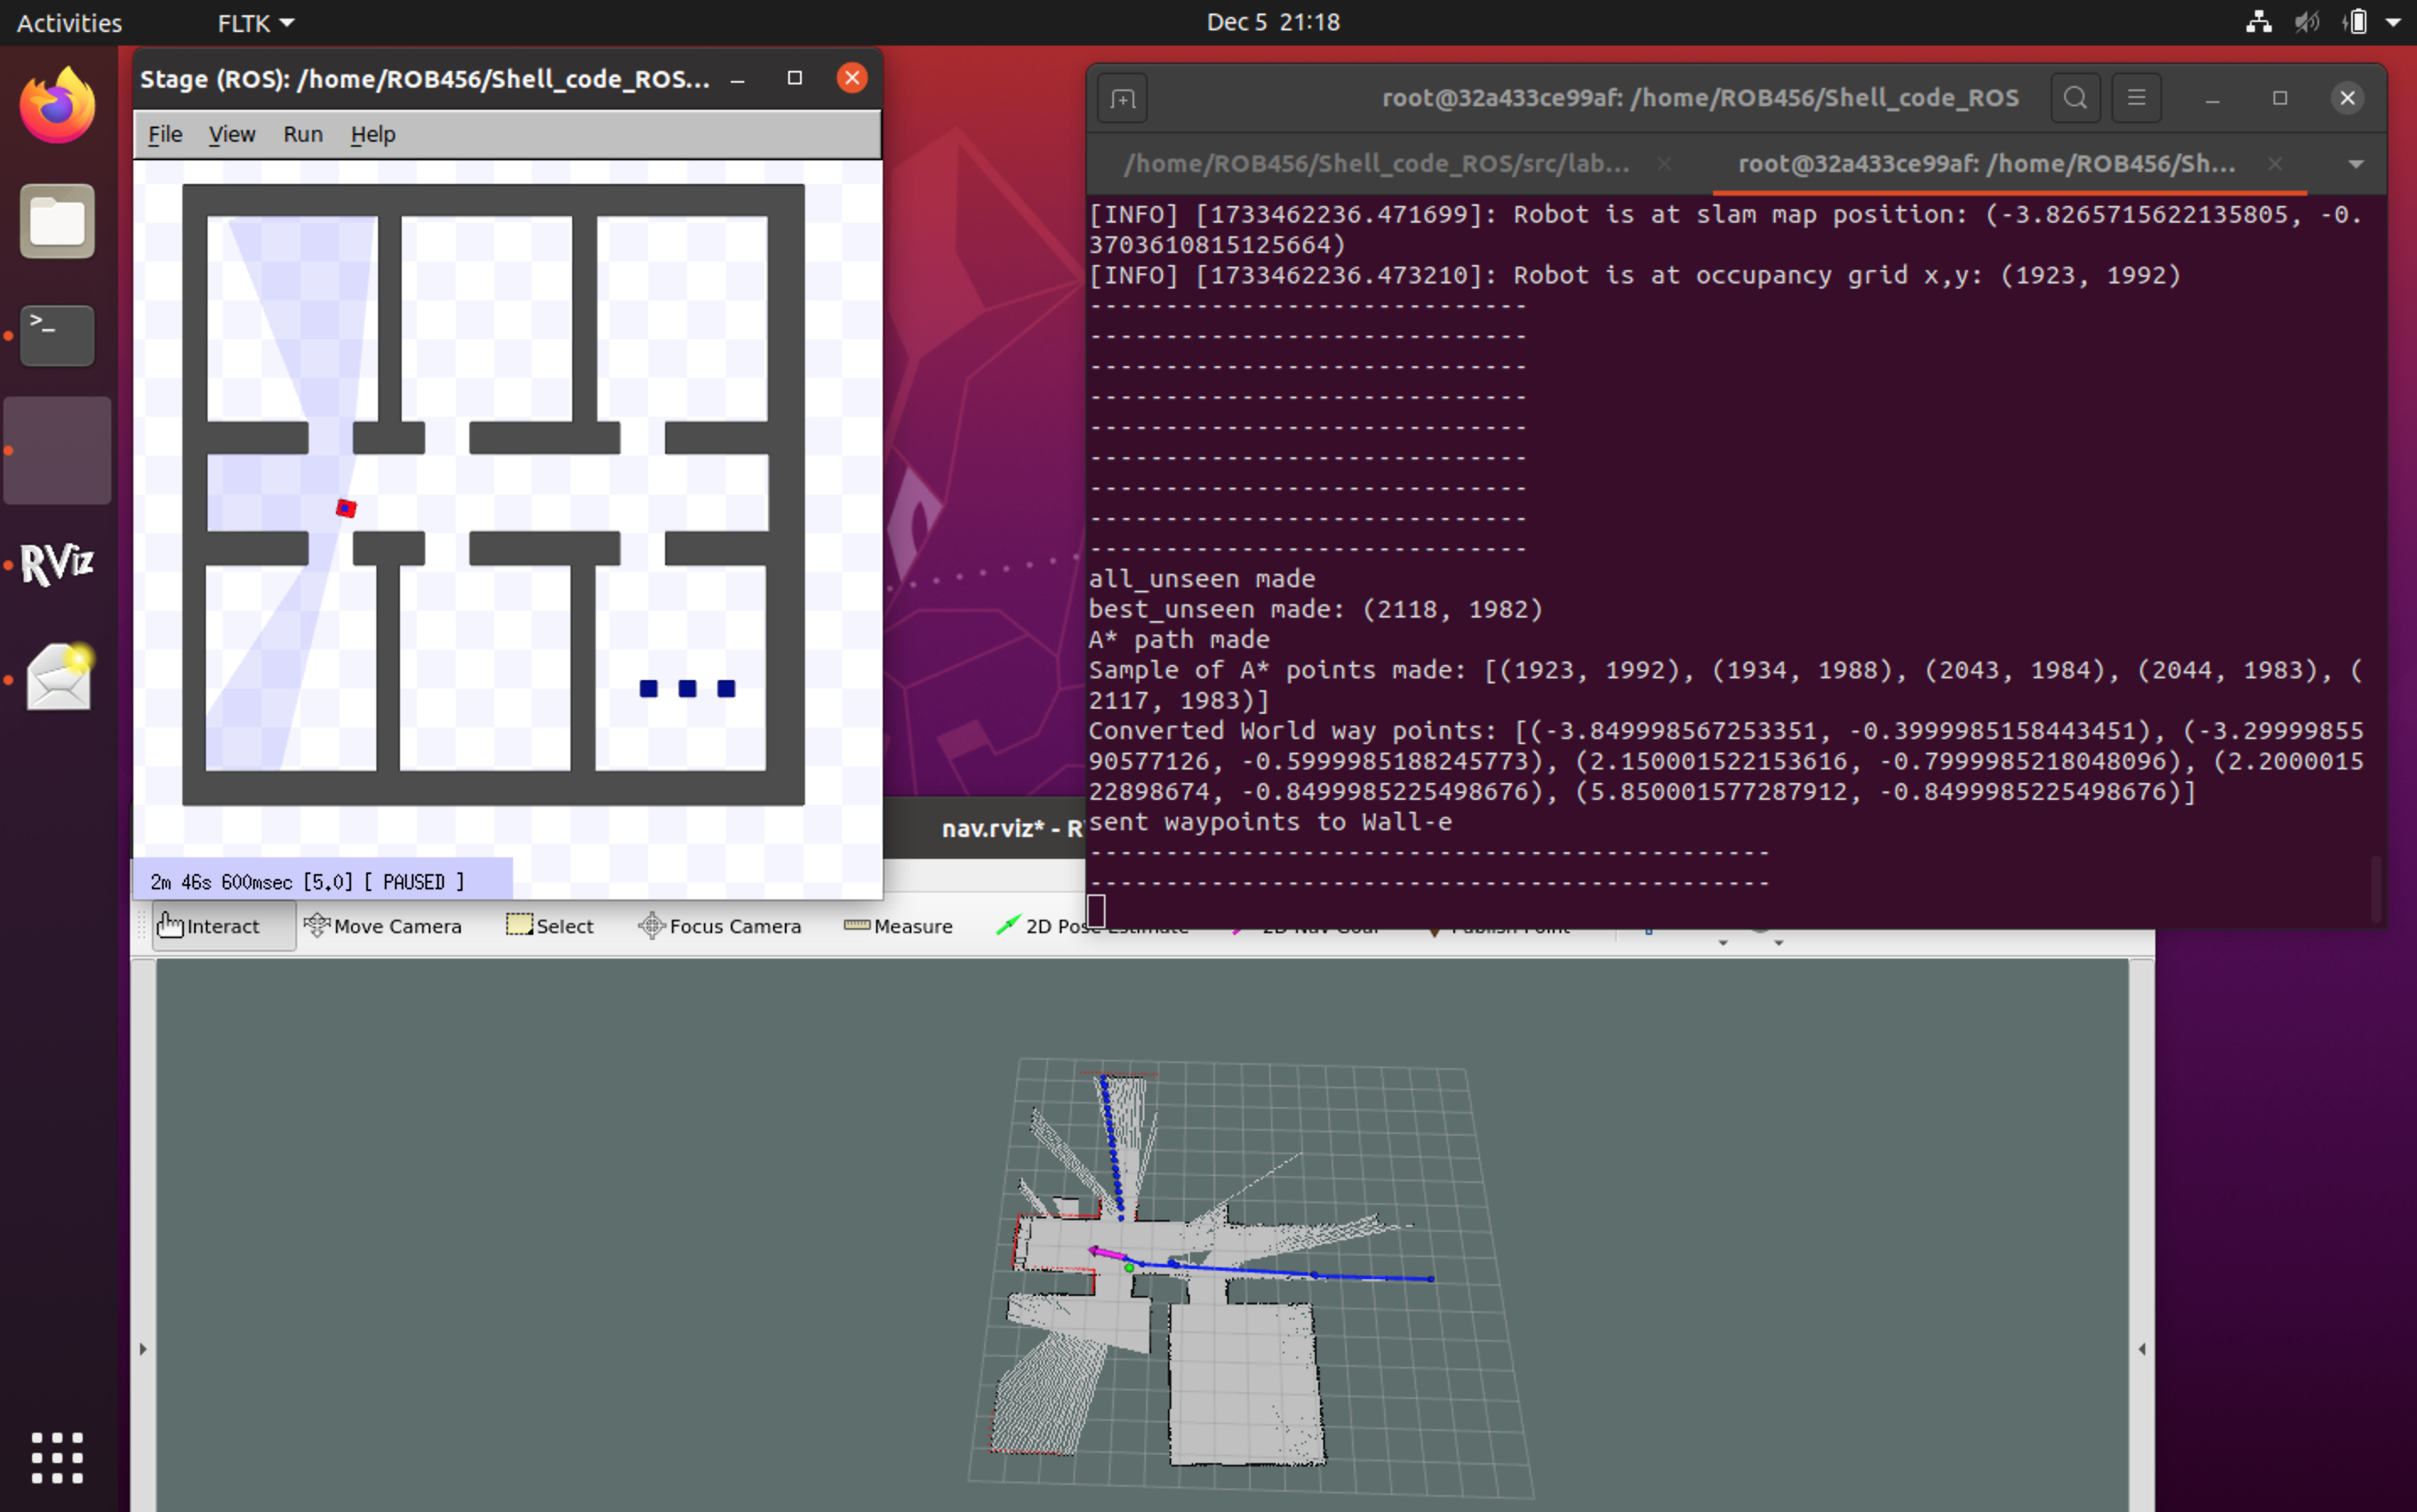 Activities
FLTK
Dec 5 21:18
Stage (ROS): /home/ROB456/Shell_code_ROS...
File View Run Help
2m 46s 600msec [5.0] [ PAUSED ]
root@32a433ce99af: /home/ROB456/Shell_code_ROS
/home/ROB456/Shell_code_ROS/src/lab...
root@32a433ce99af: /home/ROB456/Sh...
[INFO] [1733462236.471699]: Robot is at slam map position: (-3.8265715622135805, -0.
3703610815125664)
[INFO] [1733462236.473210]: Robot is at occupancy grid x,y: (1923, 1992)
-----------------------------
-----------------------------
-----------------------------
-----------------------------
-----------------------------
-----------------------------
-----------------------------
-----------------------------
-----------------------------
all_unseen made
best_unseen made: (2118, 1982)
A* path made
Sample of A* points made: [(1923, 1992), (1934, 1988), (2043, 1984), (2044, 1983), (
2117, 1983)]
Converted World way points: [(-3.849998567253351, -0.3999985158443451), (-3.29999855
90577126, -0.5999985188245773), (2.150001522153616, -0.7999985218048096), (2.2000015
22898674, -0.8499985225498676), (5.850001577287912, -0.8499985225498676)]
sent waypoints to Wall-e
---------------------------------------------
---------------------------------------------
RViz
nav.rviz* - R
Interact Move Camera Select Focus Camera Measure 2D Pose Estimate 2D Nav Goal Publish Point